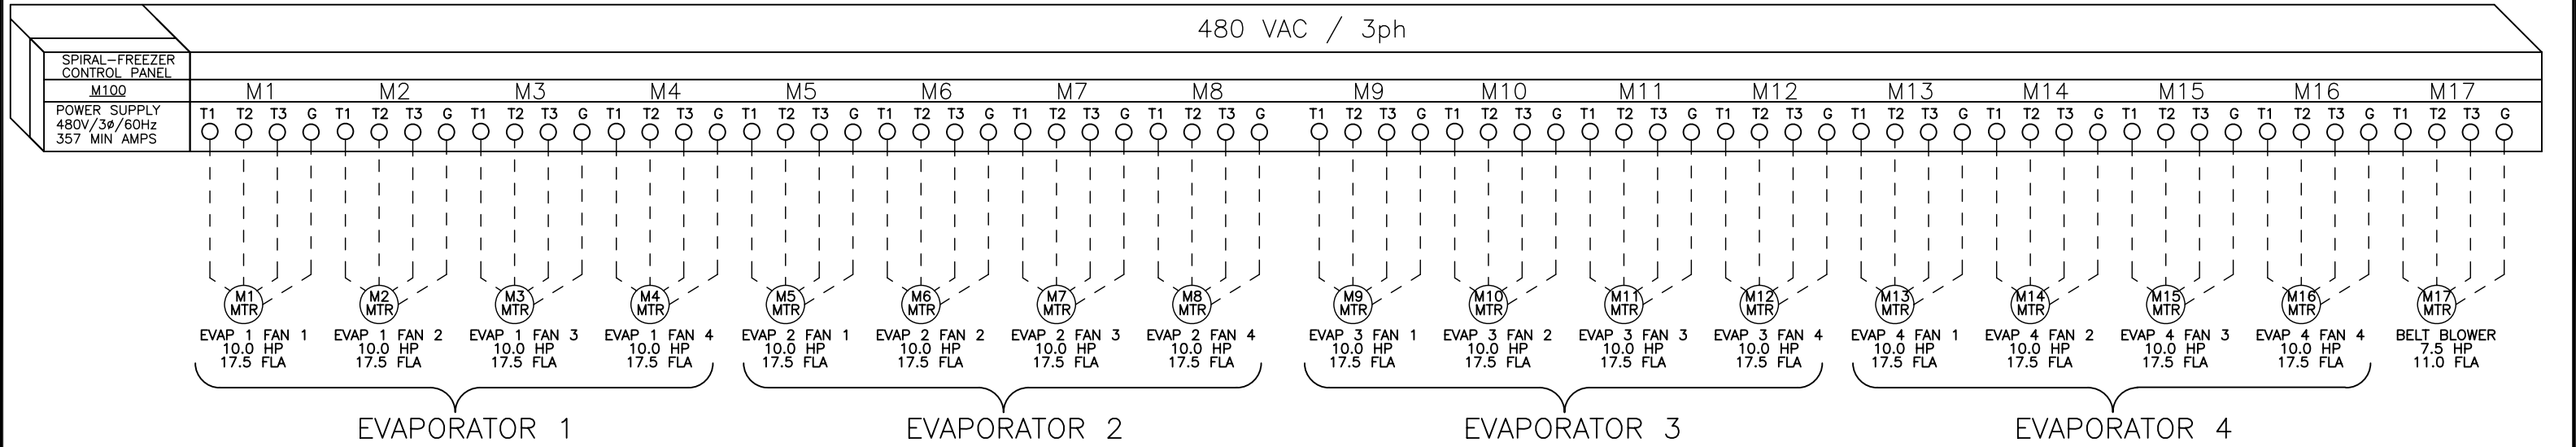 480 VAC / 3ph
SPIRAL-FREEZER
CONTROL PANEL
M100 M1 M2 M3 M4 M5 M6 M7 M8 M9 M10 M11 M12 M13 M14 M15 M16 M17
POWER SUPPLY
480V/3ø/60Hz
357 MIN AMPS
T1 T2 T3 G T1 T2 T3 G T1 T2 T3 G T1 T2 T3 G T1 T2 T3 G T1 T2 T3 G T1 T2 T3 G T1 T2 T3 G T1 T2 T3 G T1 T2 T3 G T1 T2 T3 G T1 T2 T3 G T1 T2 T3 G T1 T2 T3 G T1 T2 T3 G T1 T2 T3 G T1 T2 T3 G
M1
MTR
EVAP 1 FAN 1
10.0 HP
17.5 FLA
M2
MTR
EVAP 1 FAN 2
10.0 HP
17.5 FLA
M3
MTR
EVAP 1 FAN 3
10.0 HP
17.5 FLA
M4
MTR
EVAP 1 FAN 4
10.0 HP
17.5 FLA
EVAPORATOR 1
M5
MTR
EVAP 2 FAN 1
10.0 HP
17.5 FLA
M6
MTR
EVAP 2 FAN 2
10.0 HP
17.5 FLA
M7
MTR
EVAP 2 FAN 3
10.0 HP
17.5 FLA
M8
MTR
EVAP 2 FAN 4
10.0 HP
17.5 FLA
EVAPORATOR 2
M9
MTR
EVAP 3 FAN 1
10.0 HP
17.5 FLA
M10
MTR
EVAP 3 FAN 2
10.0 HP
17.5 FLA
M11
MTR
EVAP 3 FAN 3
10.0 HP
17.5 FLA
M12
MTR
EVAP 3 FAN 4
10.0 HP
17.5 FLA
EVAPORATOR 3
M13
MTR
EVAP 4 FAN 1
10.0 HP
17.5 FLA
M14
MTR
EVAP 4 FAN 2
10.0 HP
17.5 FLA
M15
MTR
EVAP 4 FAN 3
10.0 HP
17.5 FLA
M16
MTR
EVAP 4 FAN 4
10.0 HP
17.5 FLA
EVAPORATOR 4
M17
MTR
BELT BLOWER
7.5 HP
11.0 FLA